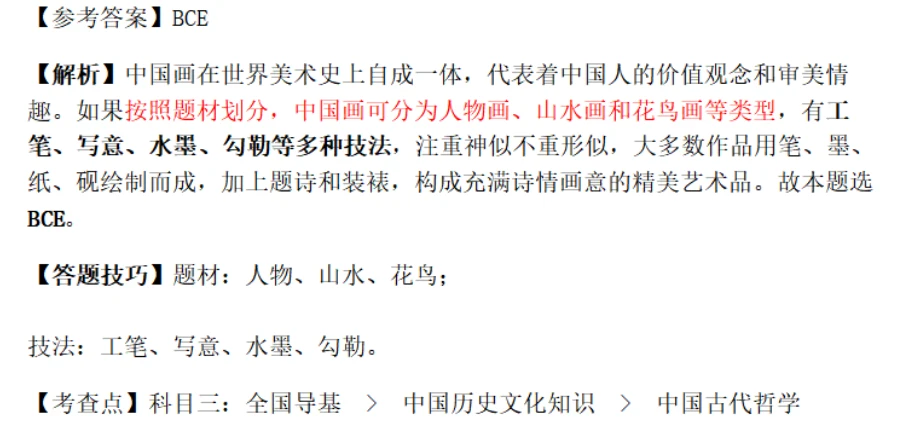 【参考答案】BCE
【解析】中国画在世界美术史上自成一体，代表着中国人的价值观念和审美情
趣。如果按照题材划分，中国画可分为人物画、山水画和花鸟画等类型，有工
笔、写意、水墨、勾勒等多种技法，注重神似不重形似，大多数作品用笔、墨、
纸、砚绘制而成，加上题诗和装裱，构成充满诗情画意的精美艺术品。故本题选
BCE。
【答题技巧】题材：人物、山水、花鸟；
技法：工笔、写意、水墨、勾勒。
【考查点】科目三：全国导基 > 中国历史文化知识 > 中国古代哲学